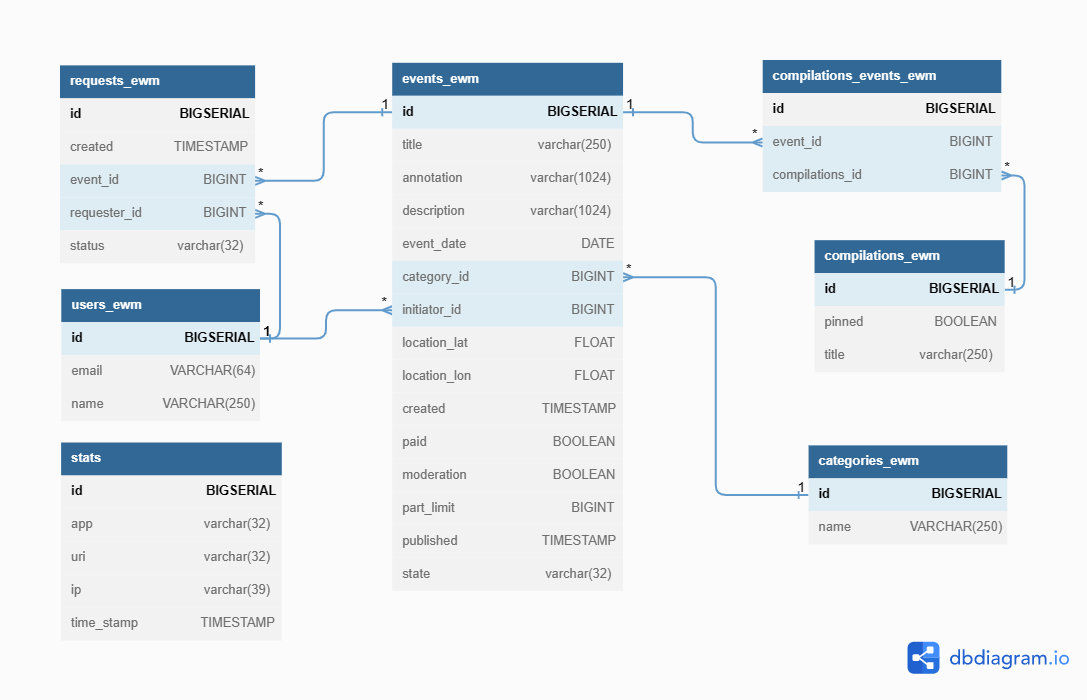 requests_ewm
id BIGSERIAL
created TIMESTAMP
event_id BIGINT *
requester_id BIGINT *
status varchar(32)
users_ewm
id BIGSERIAL 1
email VARCHAR(64)
name VARCHAR(250)
stats
id BIGSERIAL
app varchar(32)
uri varchar(32)
ip varchar(39)
time_stamp TIMESTAMP
events_ewm
1 id BIGSERIAL 1
title varchar(250)
annotation varchar(1024)
description varchar(1024)
event_date DATE
category_id BIGINT *
* initiator_id BIGINT
location_lat FLOAT
location_lon FLOAT
created TIMESTAMP
paid BOOLEAN
moderation BOOLEAN
part_limit BIGINT
published TIMESTAMP
state varchar(32)
compilations_events_ewm
id BIGSERIAL
* event_id BIGINT
compilations_id BIGINT *
compilations_ewm
id BIGSERIAL 1
pinned BOOLEAN
title varchar(250)
categories_ewm
1 id BIGSERIAL
name VARCHAR(250)
dbdiagram.io